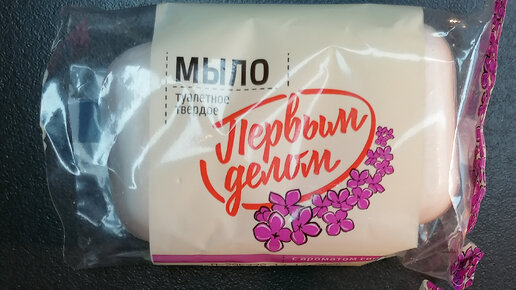 МЫЛО
туалетное
твердое
Первым
делом
с ароматом